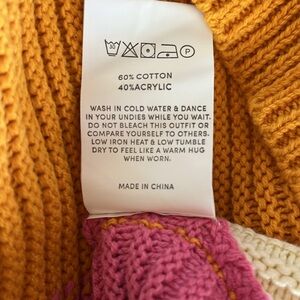 60% COTTON
40% ACRYLIC
WASH IN COLD WATER & DANCE
IN YOUR UNDIES WHILE YOU WAIT.
DO NOT BLEACH THIS OUTFIT OR
COMPARE YOURSELF TO OTHERS.
LOW IRON HEAT & LOW TUMBLE
DRY TO FEEL LIKE A WARM HUG
WHEN WORN.
MADE IN CHINA